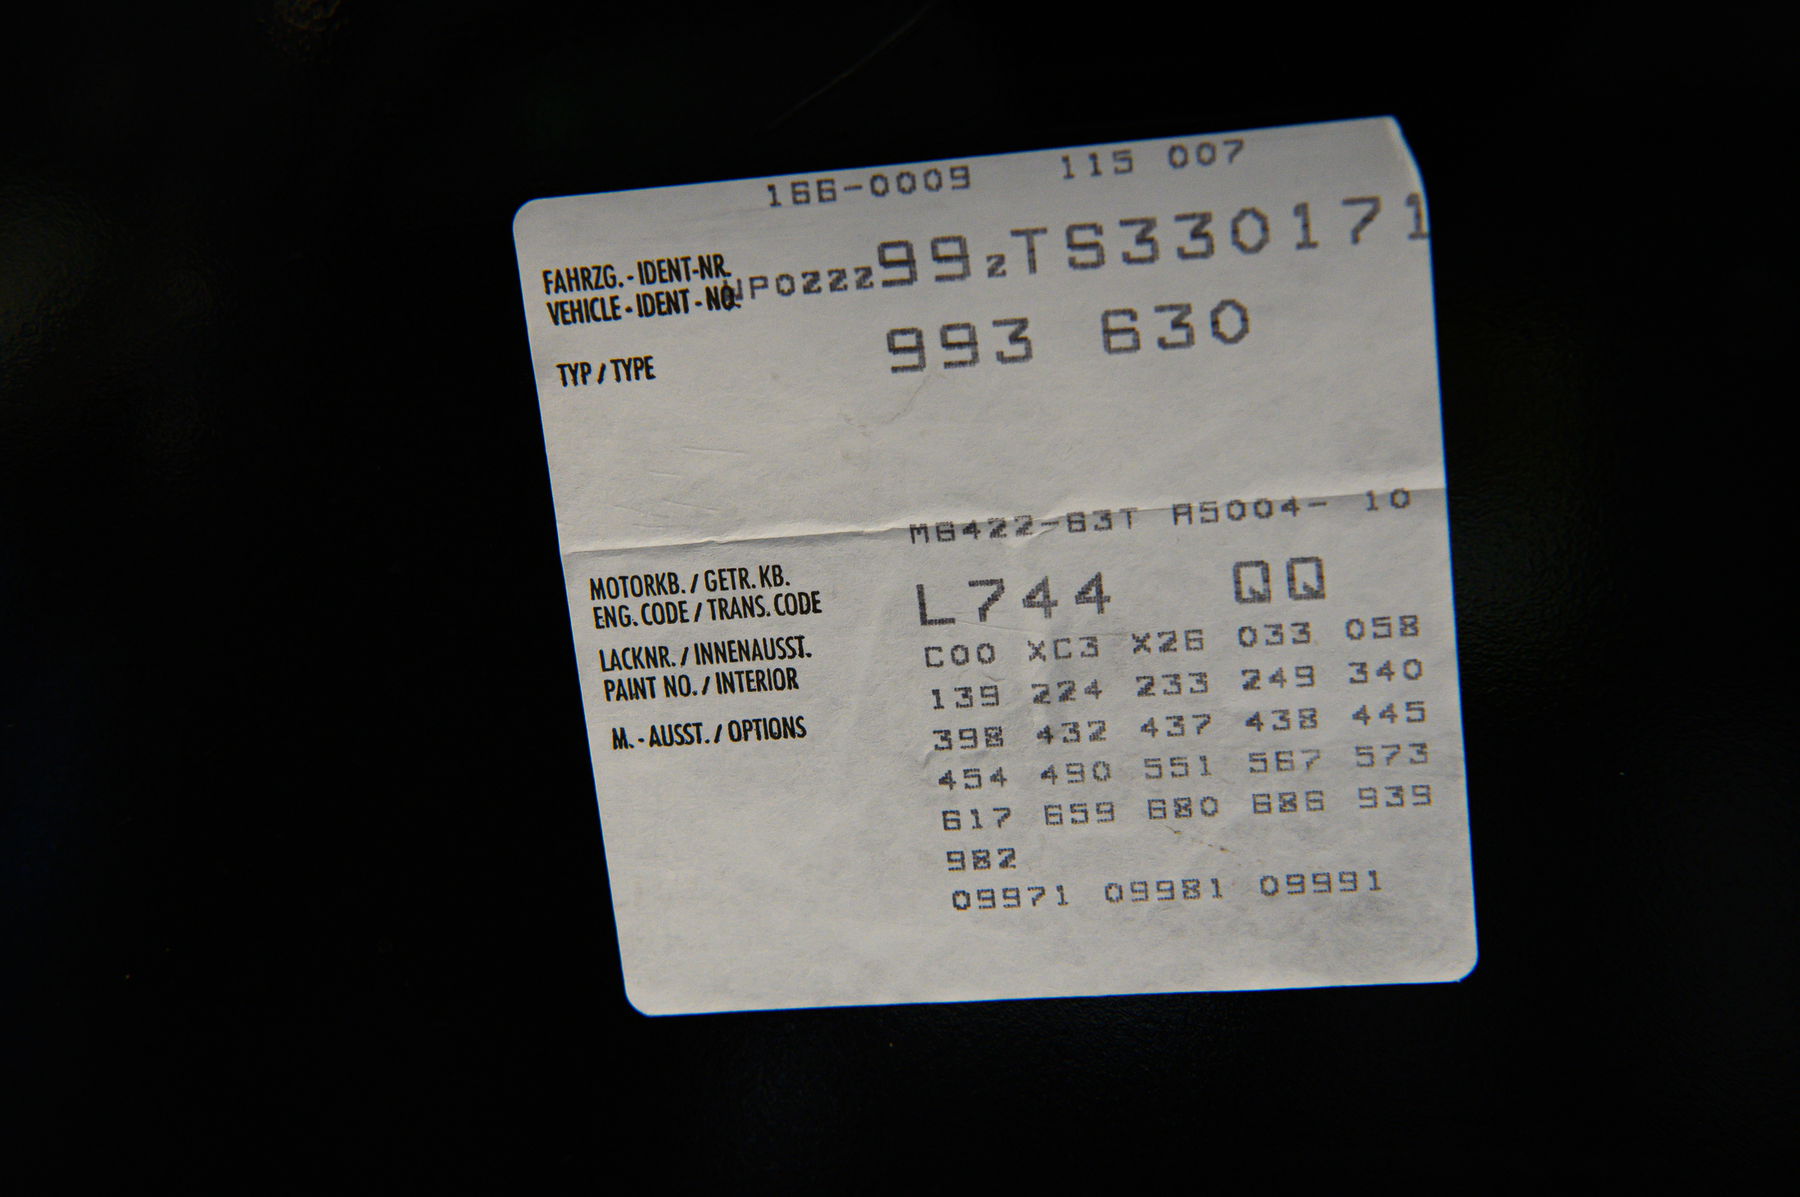 166-0009 115 007
FAHRZG.-IDENT-NR.
VEHICLE-IDENT-NO. WP0ZZZ99ZTS330171
TYP / TYPE 993 630
M6422-63T A5004- 10
MOTORKB. / GETR. KB.
ENG. CODE / TRANS. CODE
L744 QQ
LACKNR. / INNENAUSST.
PAINT NO. / INTERIOR
M.-AUSST. / OPTIONS
C00 XC3 X26 033 058
139 224 233 249 340
398 432 437 438 445
454 490 551 567 573
617 659 680 686 939
982
09971 09981 09991